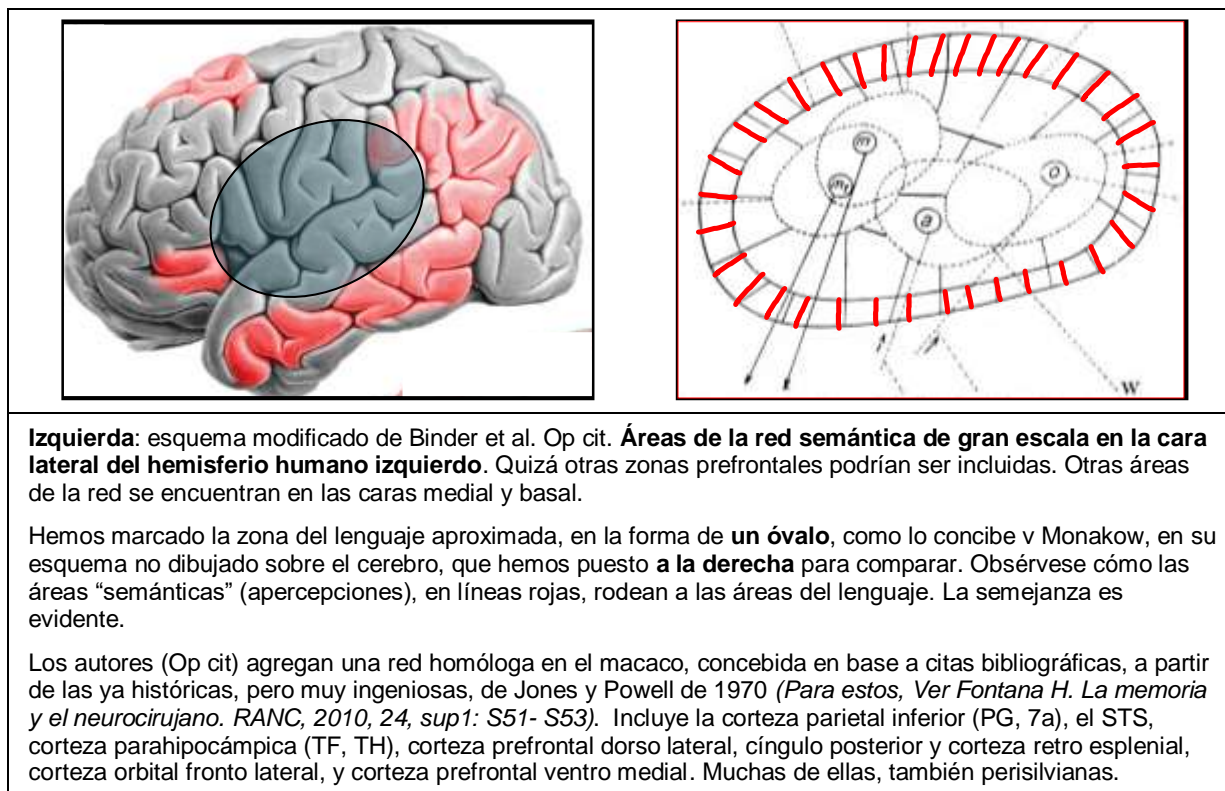 m
m₁
a
o
W
Izquierda: esquema modificado de Binder et al. Op cit. Áreas de la red semántica de gran escala en la cara
lateral del hemisferio humano izquierdo. Quizá otras zonas prefrontales podrían ser incluidas. Otras áreas
de la red se encuentran en las caras medial y basal.
Hemos marcado la zona del lenguaje aproximada, en la forma de un óvalo, como lo concibe v Monakow, en su
esquema no dibujado sobre el cerebro, que hemos puesto a la derecha para comparar. Obsérvese cómo las
áreas “semánticas” (apercepciones), en líneas rojas, rodean a las áreas del lenguaje. La semejanza es
evidente.
Los autores (Op cit) agregan una red homóloga en el macaco, concebida en base a citas bibliográficas, a partir
de las ya históricas, pero muy ingeniosas, de Jones y Powell de 1970 (Para estos, Ver Fontana H. La memoria
y el neurocirujano. RANC, 2010, 24, sup1: S51- S53). Incluye la corteza parietal inferior (PG, 7a), el STS,
corteza parahipocámpica (TF, TH), corteza prefrontal dorso lateral, cíngulo posterior y corteza retro esplenial,
corteza orbital fronto lateral, y corteza prefrontal ventro medial. Muchas de ellas, también perisilvianas.